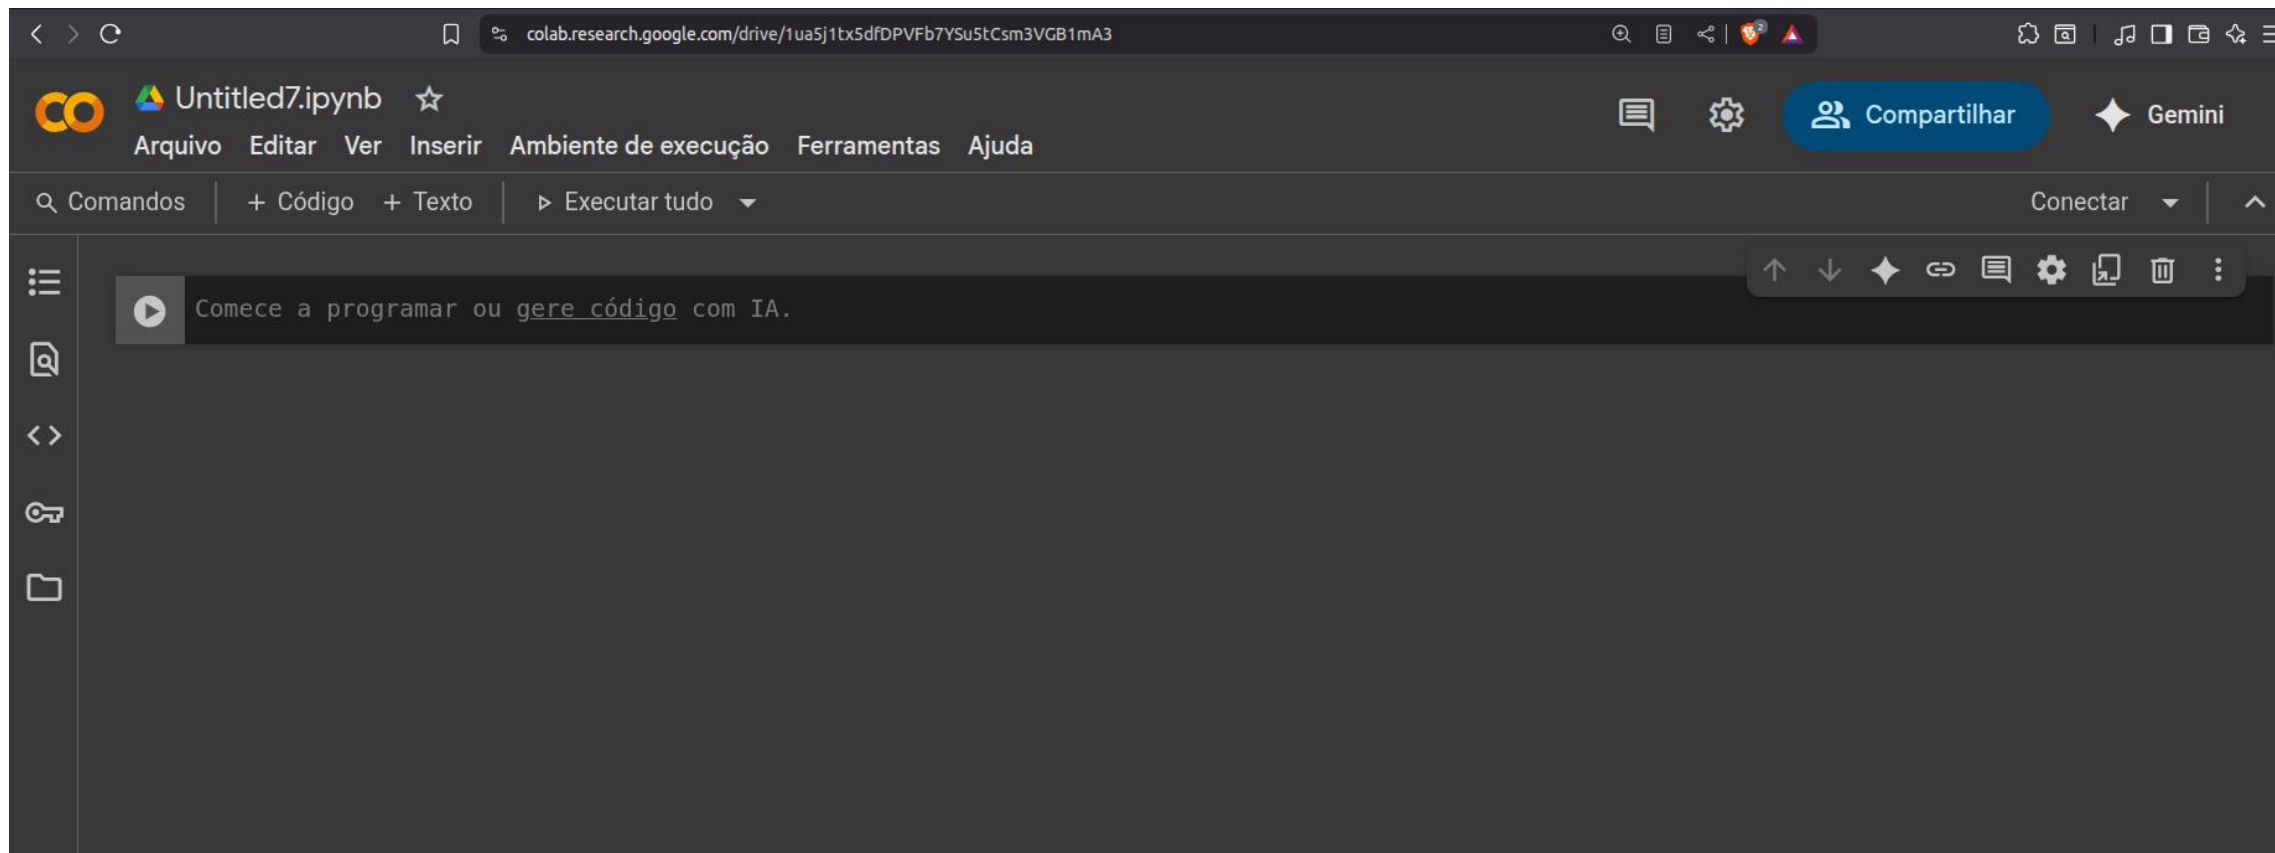 colab.research.google.com/drive/1ua5j1tx5dfDPVFb7YSu5tCsm3VGB1mA3
2
CO
Untitled7.ipynb
Arquivo Editar Ver Inserir Ambiente de execução Ferramentas Ajuda
Compartilhar
Gemini
Comandos + Código + Texto Executar tudo
Conectar
Comece a programar ou gere código com IA.